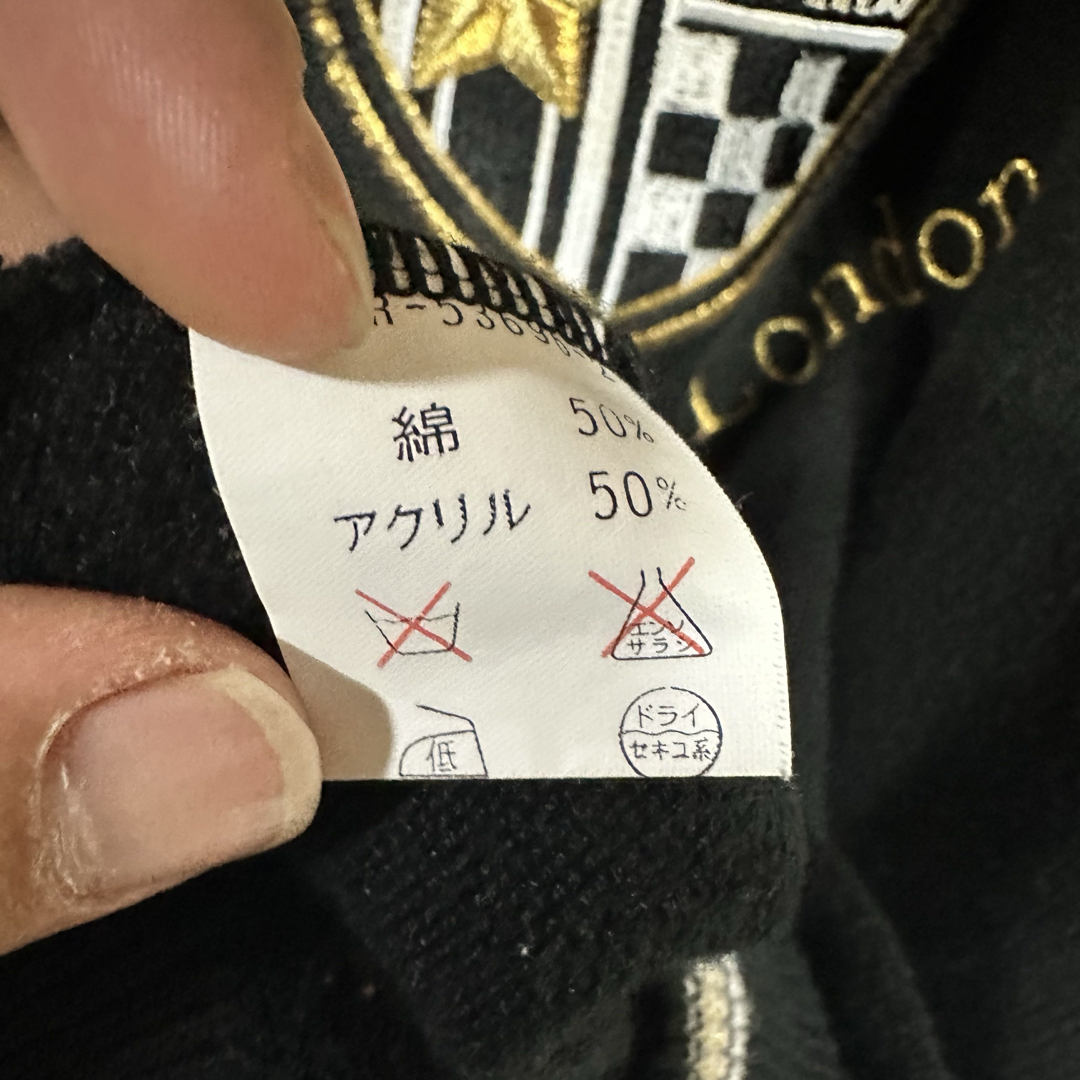 London
綿 50%
アクリル 50%
エンソ
サラシ
低
ドライ
セキユ系